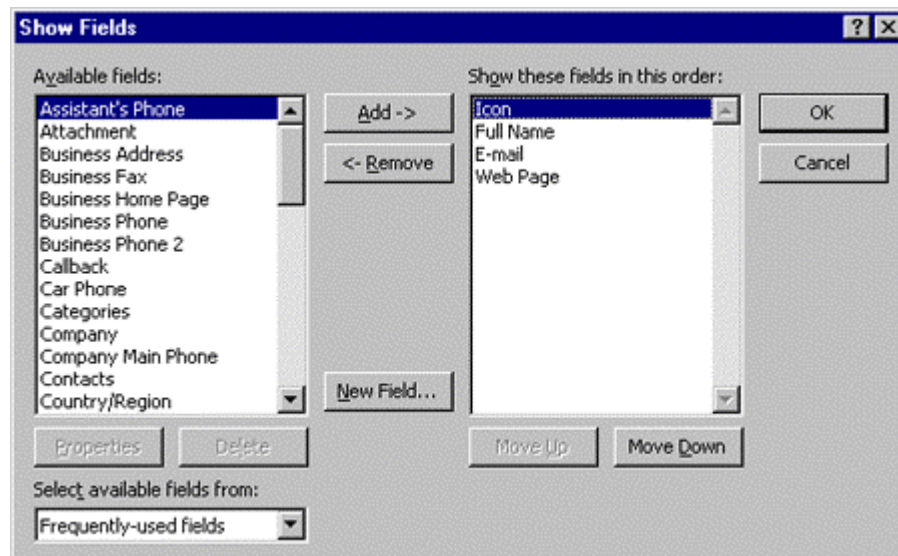 Show Fields
Available fields:
Assistant's Phone
Attachment
Business Address
Business Fax
Business Home Page
Business Phone
Business Phone 2
Callback
Car Phone
Categories
Company
Company Main Phone
Contacts
Country/Region
Add ->
<- Remove
New Field...
Show these fields in this order:
Icon
Full Name
E-mail
Web Page
OK
Cancel
Properties
Delete
Move Up
Move Down
Select available fields from:
Frequently-used fields